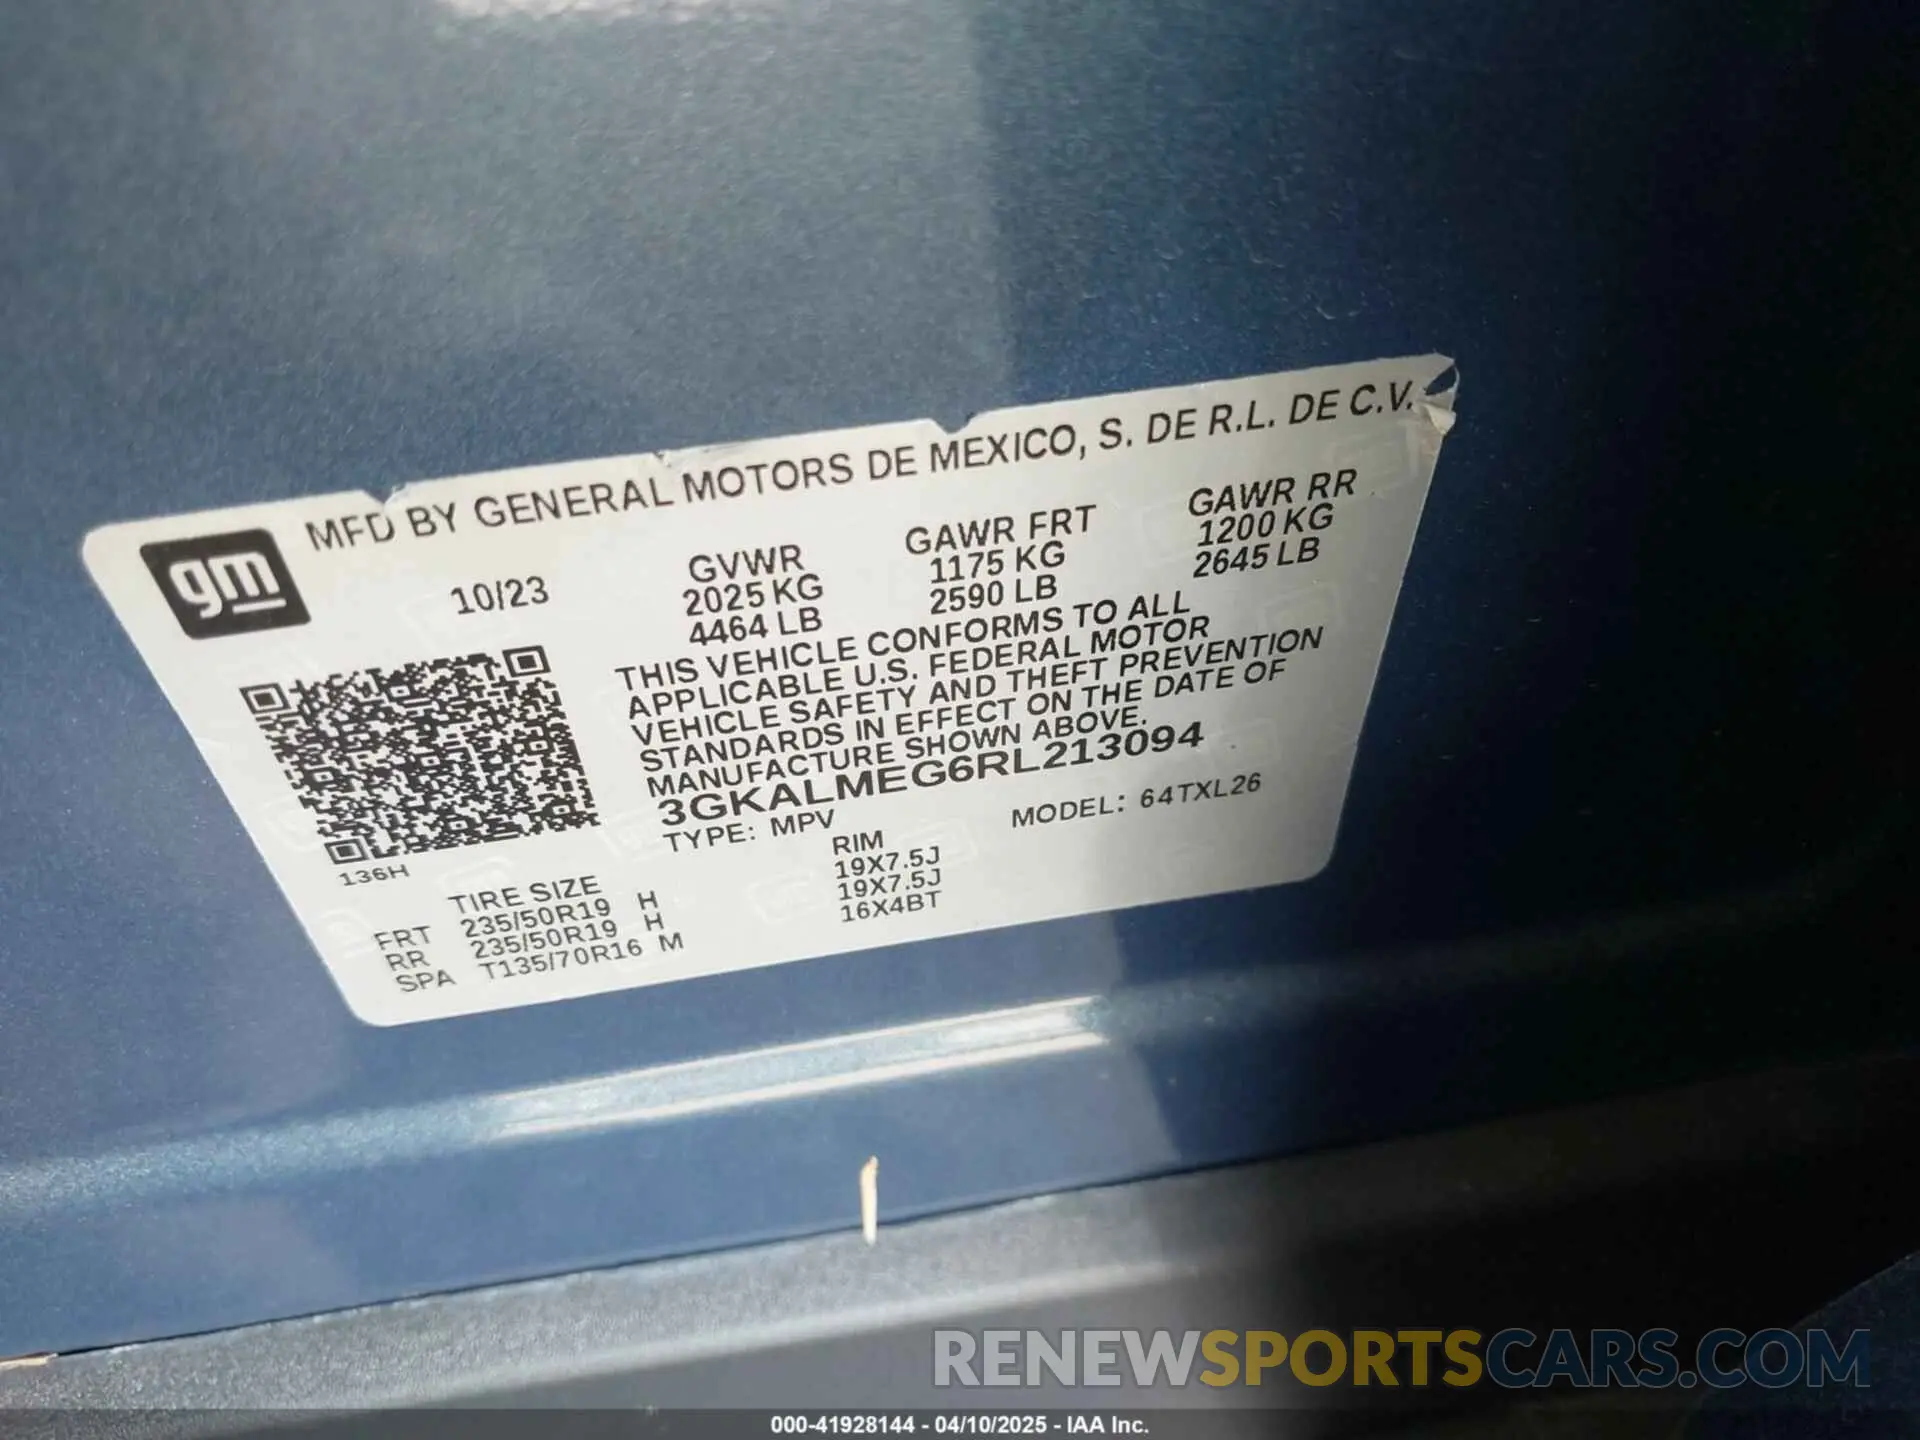 MFD BY GENERAL MOTORS DE MEXICO, S. DE R.L. DE C.V.
gm
10/23
GVWR
2025 KG
4464 LB
GAWR FRT
1175 KG
2590 LB
GAWR RR
1200 KG
2645 LB
THIS VEHICLE CONFORMS TO ALL
APPLICABLE U.S. FEDERAL MOTOR
VEHICLE SAFETY AND THEFT PREVENTION
STANDARDS IN EFFECT ON THE DATE OF
MANUFACTURE SHOWN ABOVE.
3GKALMEG6RL213094
TYPE: MPV
MODEL: 64TXL26
136H
TIRE SIZE RIM
FRT 235/50R19 H 19X7.5J
RR 235/50R19 H 19X7.5J
SPA T135/70R16 M 16X4BT
RENEWSPORTSCARS.COM
000-41928144 - 04/10/2025 - IAA Inc.